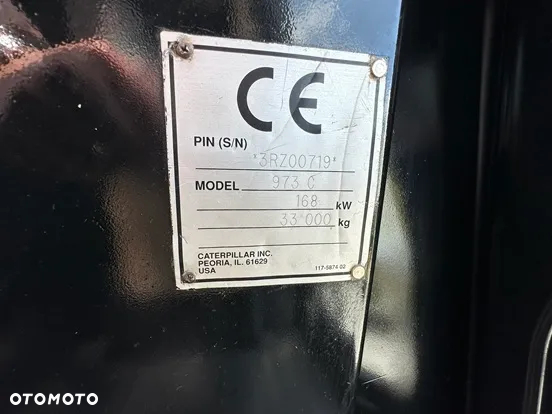 CE
PIN (S/N)
*3RZ00719*
MODEL 973 C
168 kW
33 000 kg
CATERPILLAR INC.
PEORIA, IL. 61629
USA
117-5874 02
OTOMOTO